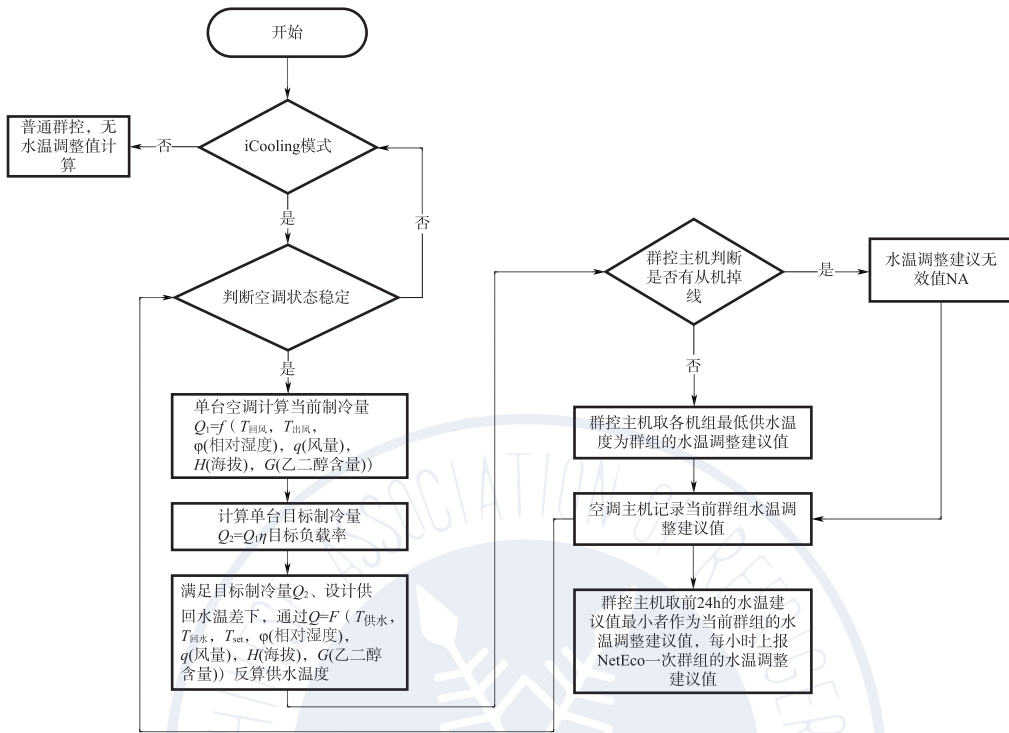 开始
iCooling模式
否
普通群控，无
水温调整值计
算
是
否
判断空调状态稳定
是
单台空调计算当前制冷量
Q₁=f（T回风，T出风，
φ(相对湿度)，q(风量)，
H(海拔)，G(乙二醇含量)）
计算单台目标制冷量
Q₂=Q₁η目标负载率
满足目标制冷量Q₂、设计供
回水温差下，通过Q=F（T供水，
T回水，Tset，φ(相对湿度)，
q(风量)，H(海拔)，G(乙二醇
含量)）反算供水温度
群控主机判断
是否有从机掉
线
是
水温调整建议无
效值NA
否
群控主机取各机组最低供水温
度为群组的水温调整建议值
空调主机记录当前群组水温调
整建议值
群控主机取前24h的水温建
议值最小者作为当前群组的水
温调整建议值，每小时上报
NetEco一次群组的水温调整
建议值
ASSOCIATION OF REFRIGER